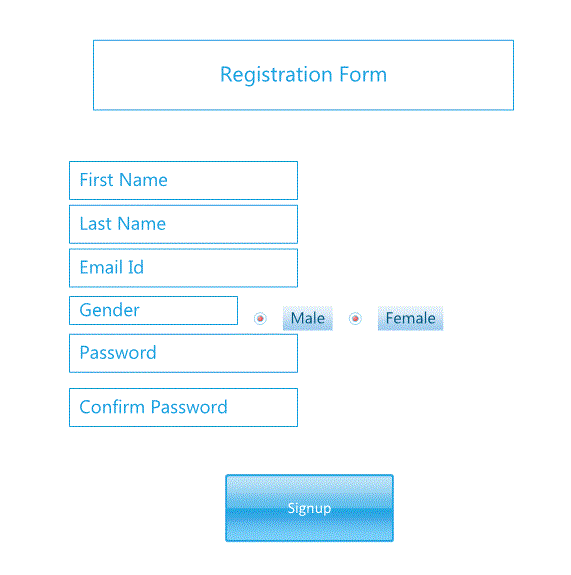 Registration Form
First Name
Last Name
Email Id
Gender Male Female
Password
Confirm Password
Signup